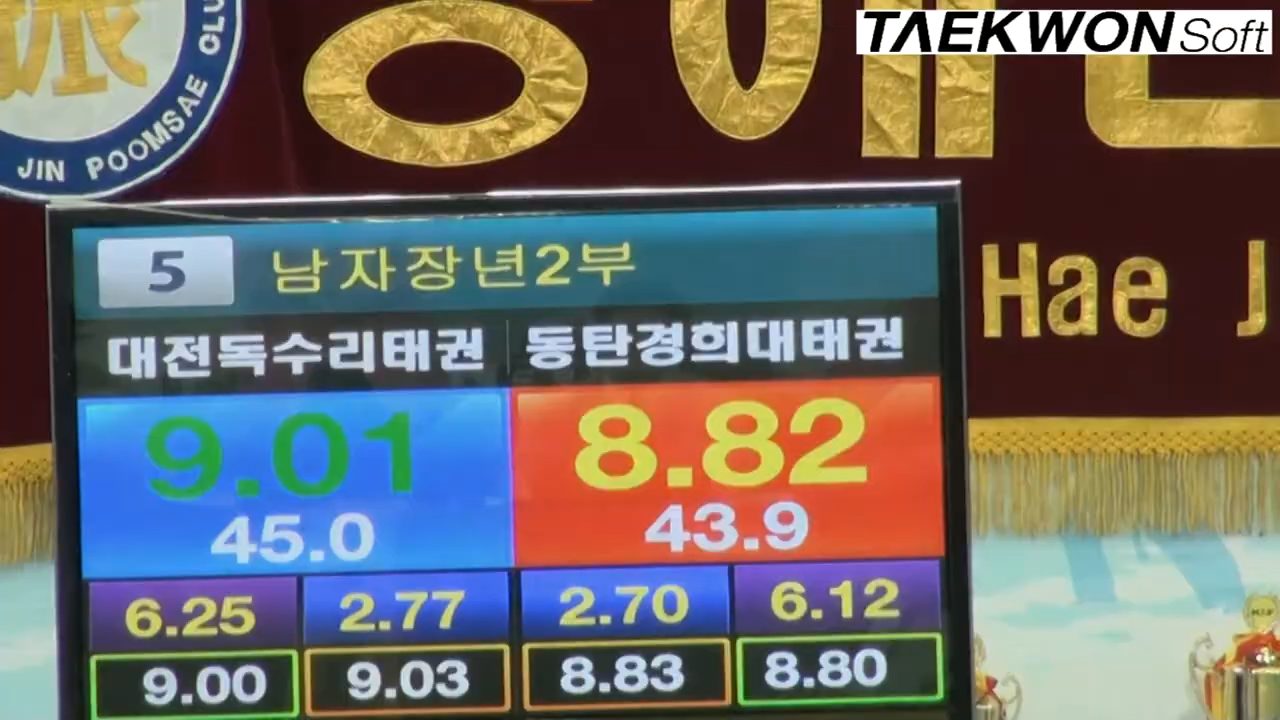 TAEKWON Soft
JIN POOMSAE CLU
Hae J
5 남자장년2부
대전독수리태권 동탄경희대태권
9.01 8.82
45.0 43.9
6.25 2.77 2.70 6.12
9.00 9.03 8.83 8.80